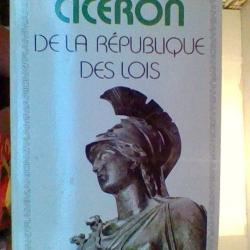 CICERON
DE LA RÉPUBLIQUE
DES LOIS